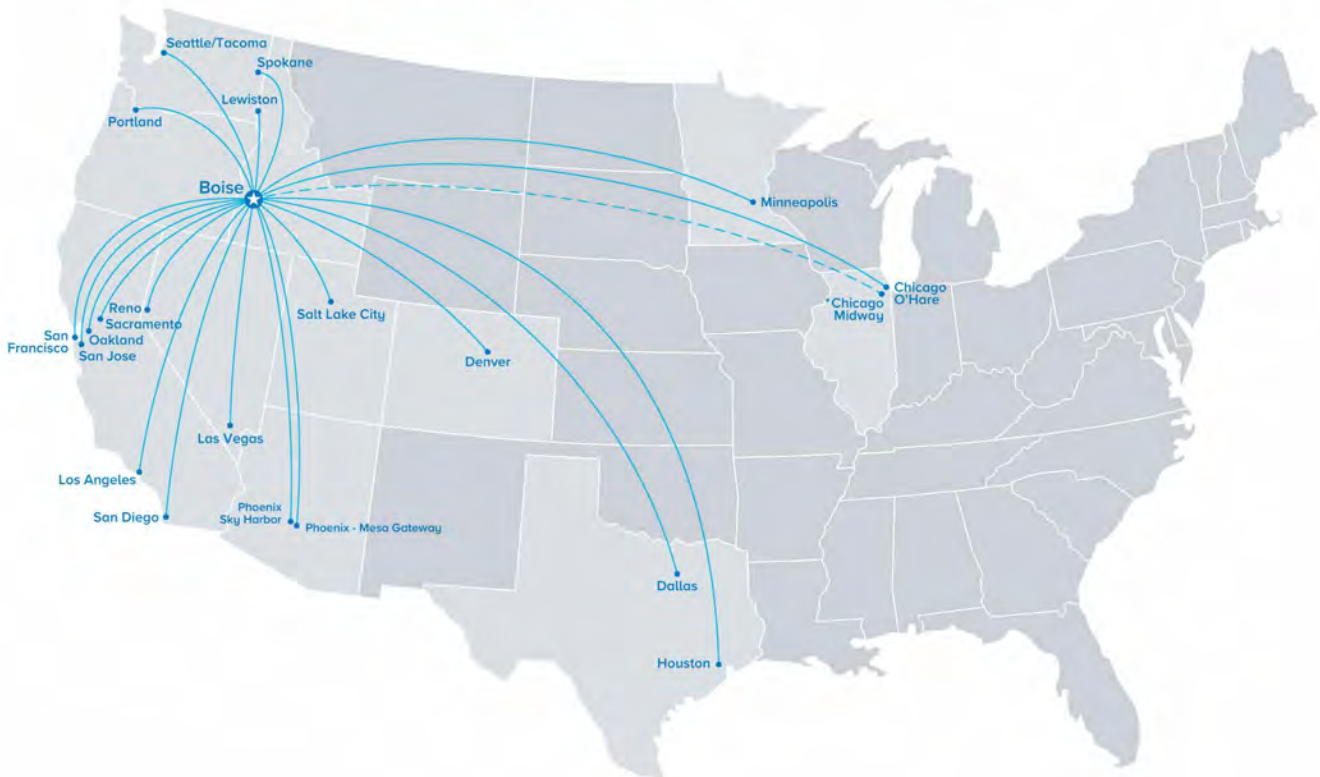 Seattle/Tacoma
Spokane
Lewiston
Portland
Boise
Minneapolis
Chicago
O'Hare
*Chicago
Midway
Reno
Sacramento
Salt Lake City
San
Francisco
Oakland
San Jose
Denver
Las Vegas
Los Angeles
San Diego
Phoenix
Sky Harbor
Phoenix - Mesa Gateway
Dallas
Houston